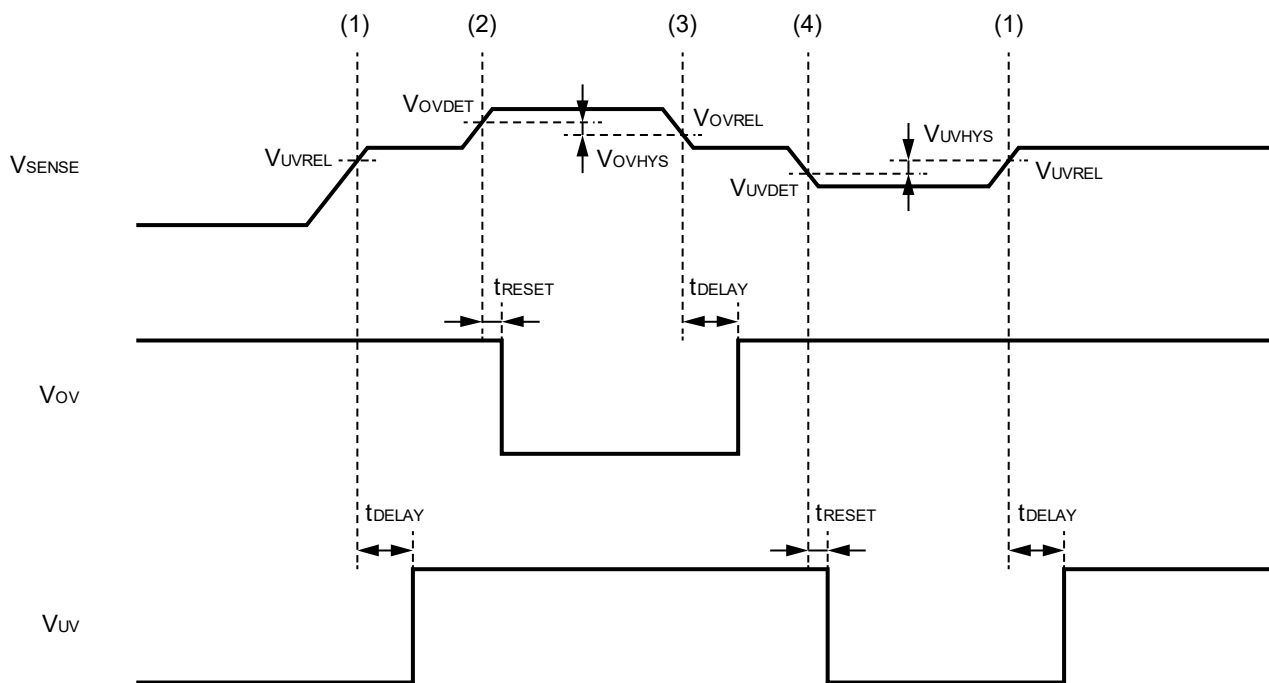 (1) (2) (3) (4) (1)
VOVDET VOVREL VUVHYS
VUVREL VOVHYS
VSENSE VUVDET VUVREL
tRESET tDELAY
VOV
tDELAY tRESET tDELAY
VUV